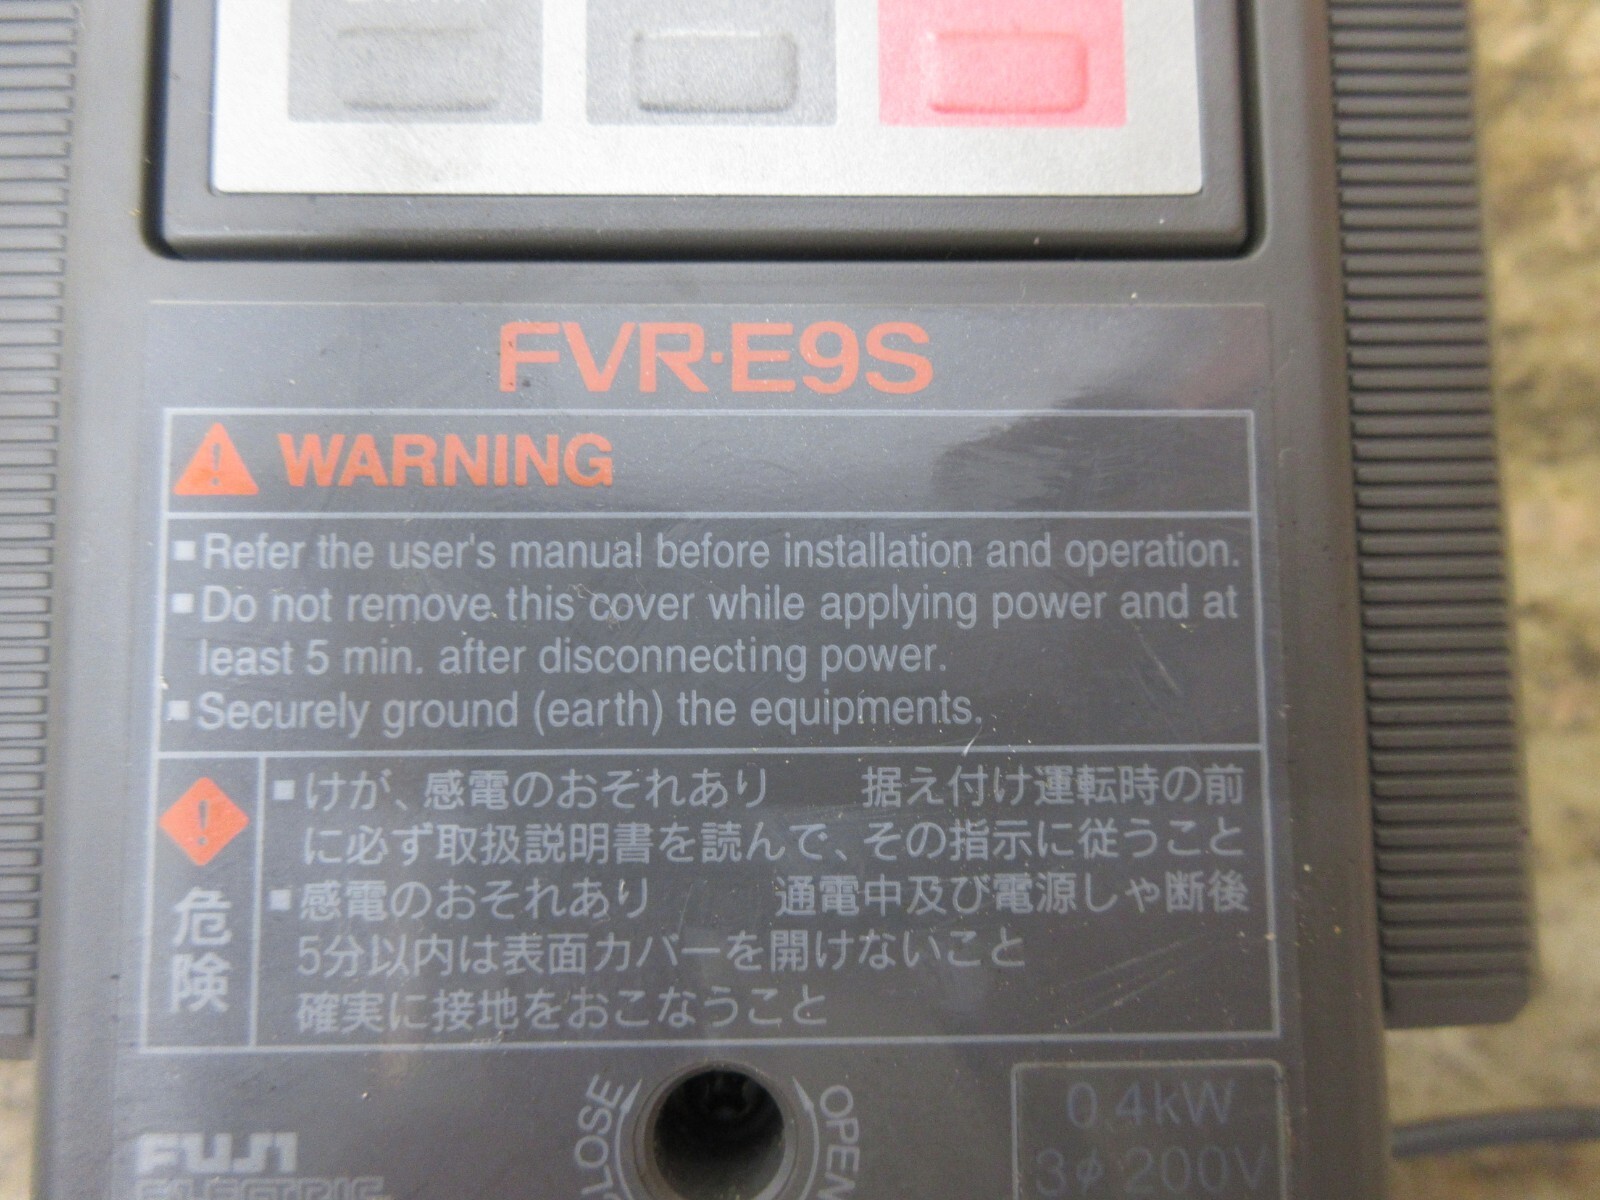 FVR·E9S
WARNING
▪Refer the user's manual before installation and operation.
▪Do not remove this cover while applying power and at
least 5 min. after disconnecting power.
▪Securely ground (earth) the equipments.
危険
▪けが、感電のおそれあり　据え付け運転時の前
に必ず取扱説明書を読んで、その指示に従うこと
▪感電のおそれあり　通電中及び電源しゃ断後
5分以内は表面カバーを開けないこと
確実に接地をおこなうこと
CLOSE
OPEN
0.4kW
3φ 200V
FUJI
ELECTRIC